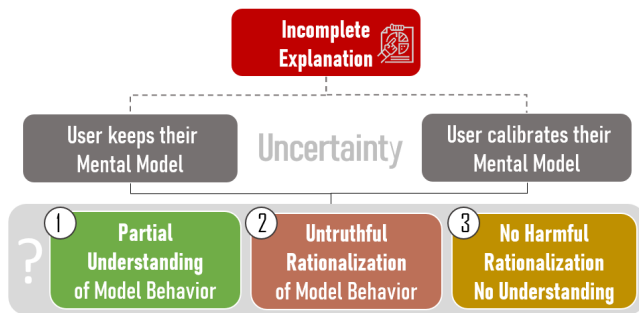 Incomplete
Explanation
User keeps their
Mental Model
Uncertainty
User calibrates their
Mental Model
?
1
Partial
Understanding
of Model Behavior
2
Untruthful
Rationalization
of Model Behavior
3
No Harmful
Rationalization
No Understanding